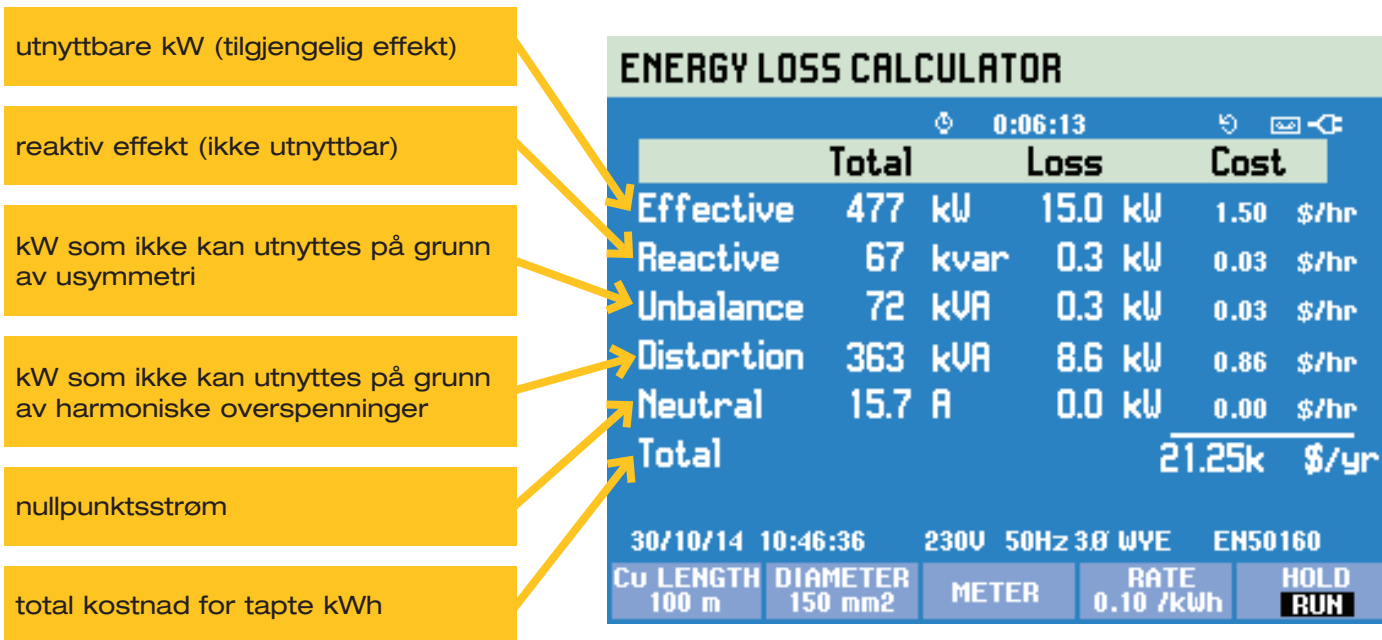 utnyttbare kW (tilgjengelig effekt)
reaktiv effekt (ikke utnyttbar)
kW som ikke kan utnyttes på grunn
av usymmetri
kW som ikke kan utnyttes på grunn
av harmoniske overspenninger
nullpunktsstrøm
total kostnad for tapte kWh
ENERGY LOSS CALCULATOR
0:06:13
Total Loss Cost
Effective 477 kW 15.0 kW 1.50 $/hr
Reactive 67 kvar 0.3 kW 0.03 $/hr
Unbalance 72 kVA 0.3 kW 0.03 $/hr
Distortion 363 kVA 8.6 kW 0.86 $/hr
Neutral 15.7 A 0.0 kW 0.00 $/hr
Total 21.25k $/yr
30/10/14 10:46:36 230V 50Hz 3Ø WYE EN50160
Cu LENGTH DIAMETER METER RATE HOLD
100 m 150 mm2 0.10 /kWh RUN